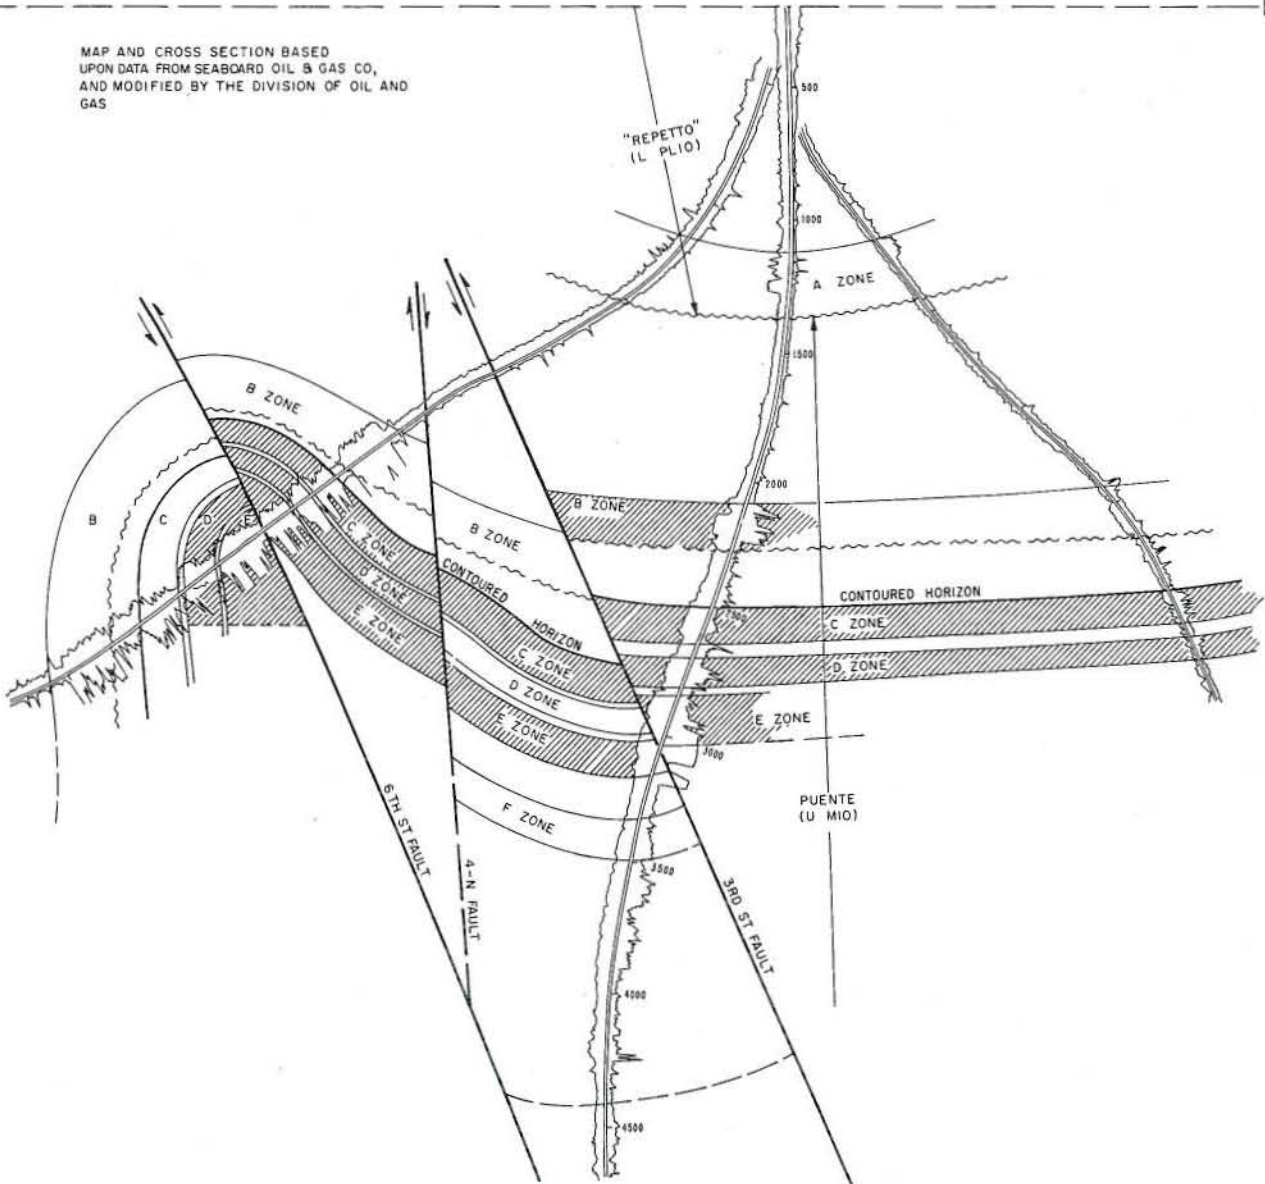 MAP AND CROSS SECTION BASED
UPON DATA FROM SEABOARD OIL & GAS CO,
AND MODIFIED BY THE DIVISION OF OIL AND
GAS
500
"REPETTO"
(L PLIO)
1000
A ZONE
1500
B ZONE
2000
B ZONE
B
C
D
E
C ZONE
B ZONE
D ZONE
CONTOURED
HORIZON
CONTOURED HORIZON
E ZONE
C ZONE
C ZONE
D ZONE
D ZONE
E ZONE
E ZONE
3000
PUENTE
(U MIO)
F ZONE
6TH ST FAULT
4-N FAULT
3500
3RD ST FAULT
4000
4500